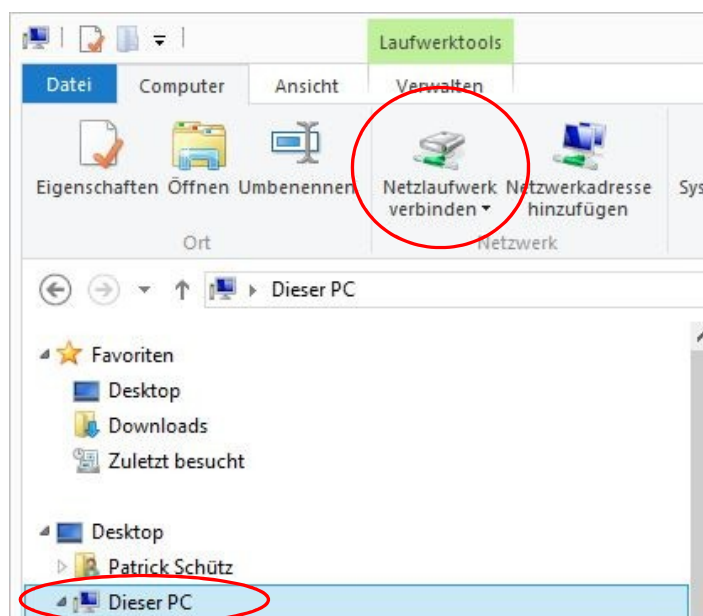 Laufwerktools
Datei Computer Ansicht Verwalten
Eigenschaften Öffnen Umbenennen Netzlaufwerk Netzwerkadresse Sys
verbinden hinzufügen
Ort Netzwerk
Dieser PC
Favoriten
Desktop
Downloads
Zuletzt besucht
Desktop
Patrick Schütz
Dieser PC